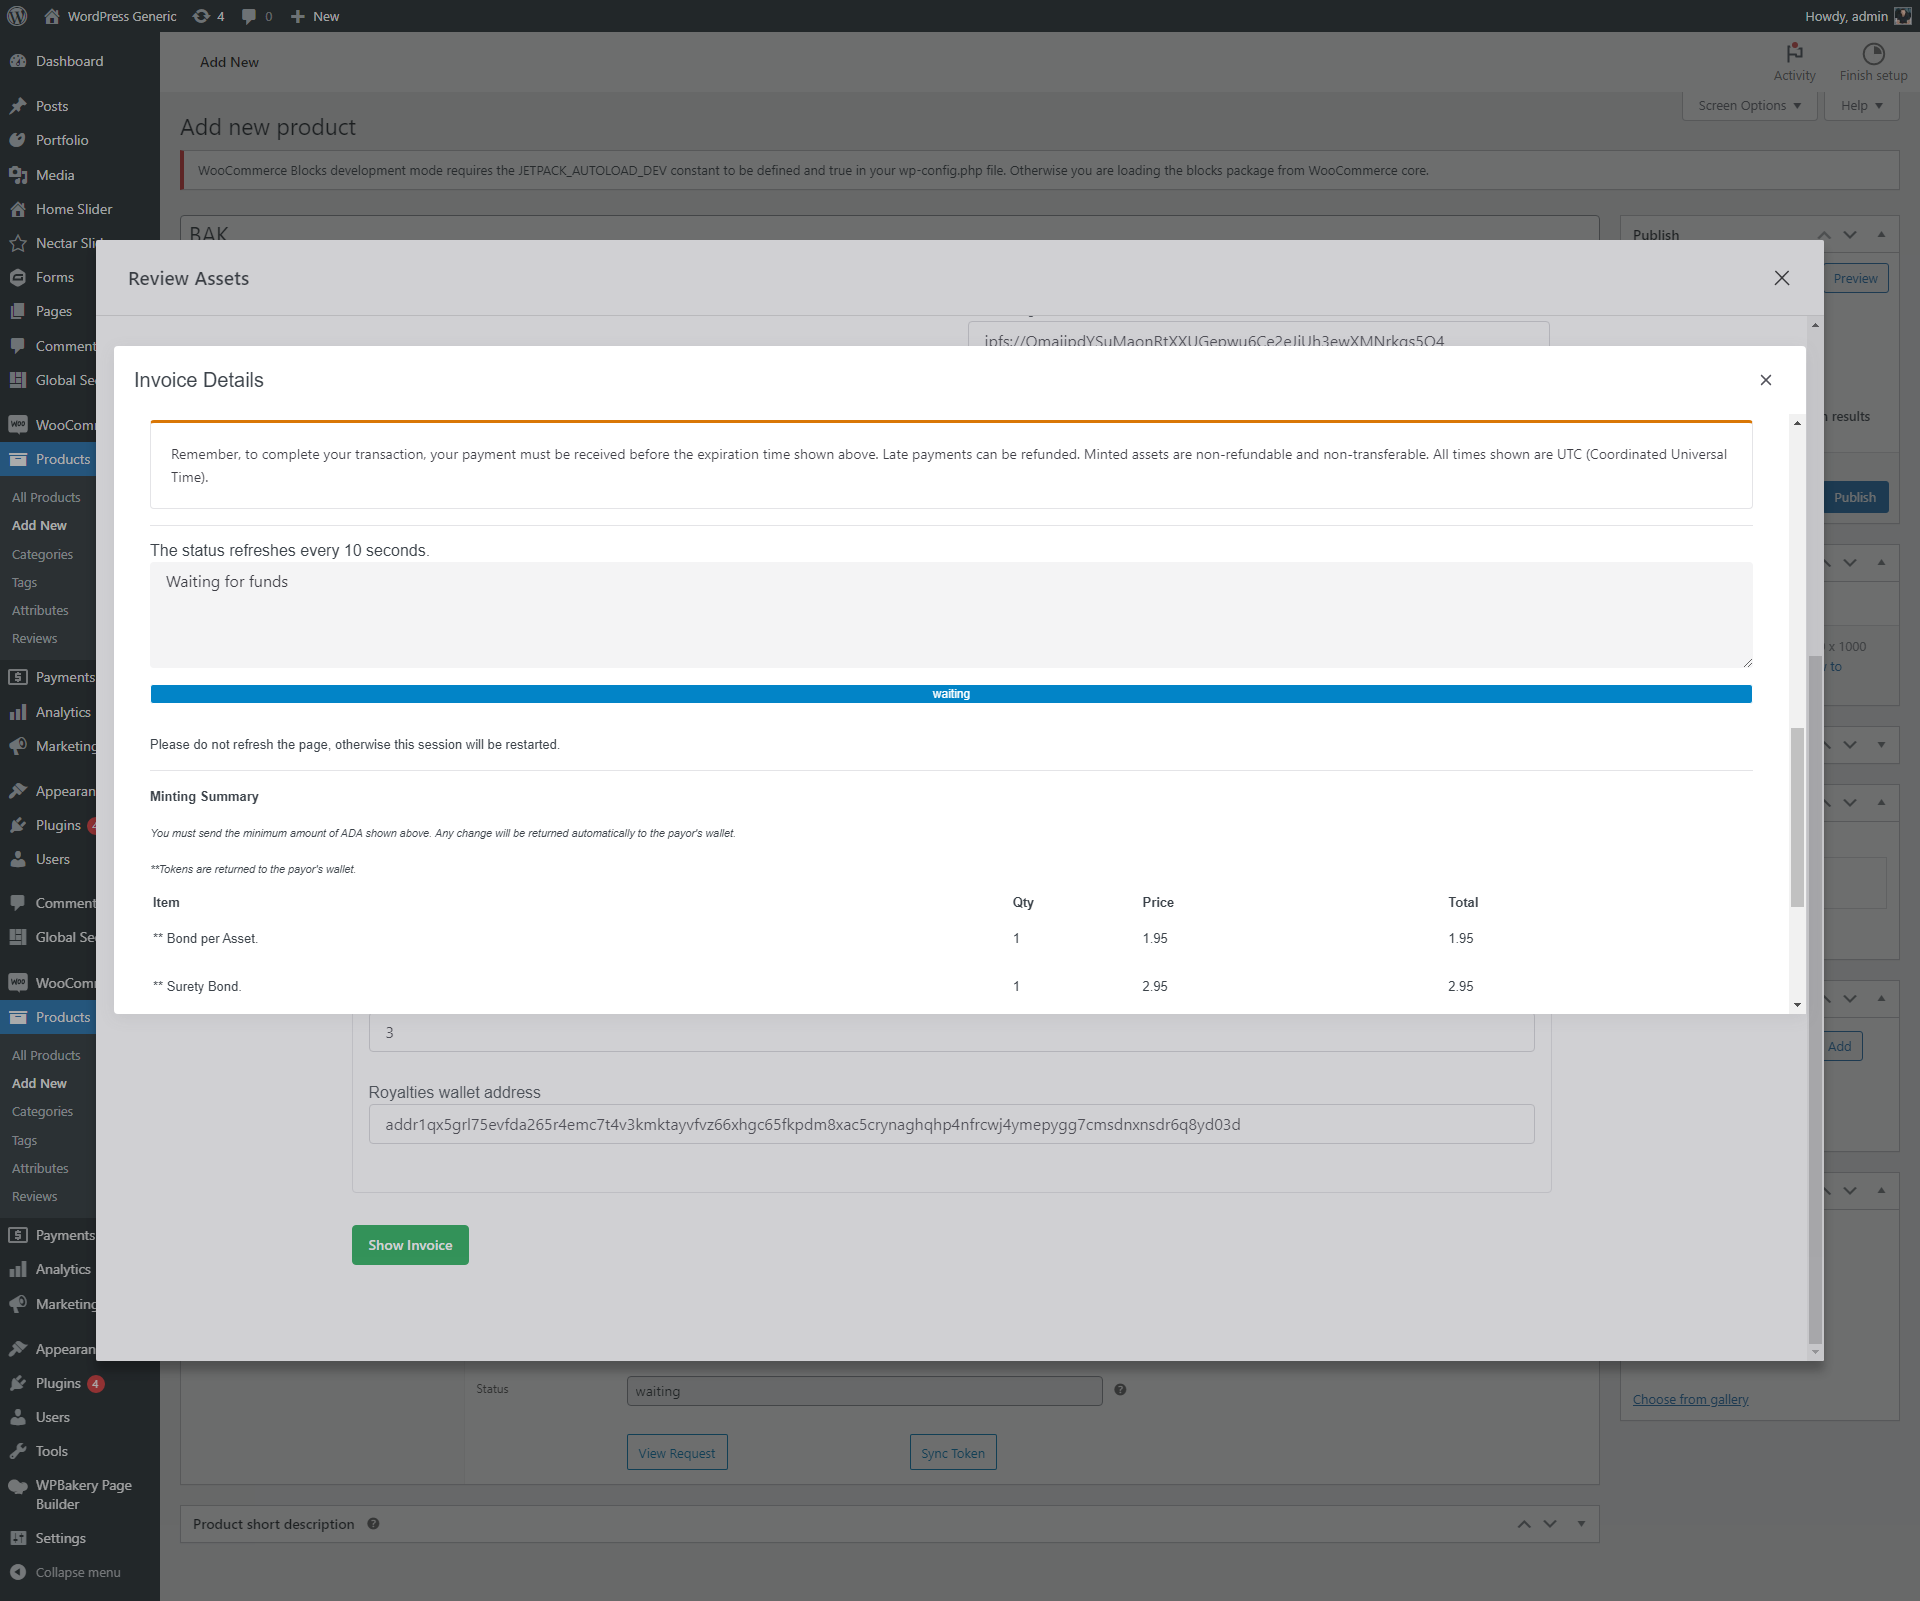 WordPress Generic 4 0 New Howdy, admin
Dashboard
Posts
Portfolio
Media
Home Slider
Nectar Sli
Forms
Pages
Comment
Global Se
WooComm
Products
All Products
Add New
Categories
Tags
Attributes
Reviews
Payments
Analytics
Marketing
Appearan
Plugins
Users
Comment
Global Se
WooComm
Products
All Products
Add New
Categories
Tags
Attributes
Reviews
Payments
Analytics
Marketing
Appearan
Plugins 4
Users
Tools
WPBakery Page
Builder
Settings
Collapse menu
Add New
Activity
Finish setup
Screen Options
Help
Add new product
WooCommerce Blocks development mode requires the JETPACK_AUTOLOAD_DEV constant to be defined and true in your wp-config.php file. Otherwise you are loading the blocks package from WooCommerce core.
BAK
Publish
Preview
results
Publish
x 1000
to
Add
Choose from gallery
Review Assets
Invoice Details
Remember, to complete your transaction, your payment must be received before the expiration time shown above. Late payments can be refunded. Minted assets are non-refundable and non-transferable. All times shown are UTC (Coordinated Universal
Time).
The status refreshes every 10 seconds.
Waiting for funds
waiting
Please do not refresh the page, otherwise this session will be restarted.
Minting Summary
You must send the minimum amount of ADA shown above. Any change will be returned automatically to the payor's wallet.
**Tokens are returned to the payor's wallet.
Item Qty Price Total
** Bond per Asset. 1 1.95 1.95
** Surety Bond. 1 2.95 2.95
3
Royalties wallet address
addr1qx5grl75evfda265r4emc7t4v3kmktayvfvz66xhgc65fkpdm8xac5crynaghqhp4nfrcwj4ymepygg7cmsdnxnsdr6q8yd03d
Show Invoice
Status waiting
View Request Sync Token
Product short description